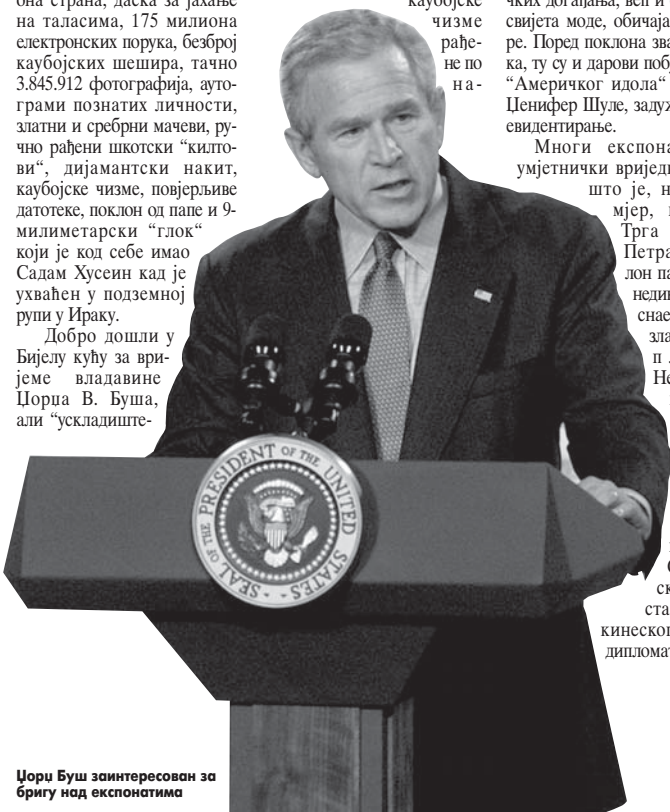 она страна, даска за јахање
на таласима, 175 милиона
електронских порука, безброј
каубојских шешира, тачно
3.845.912 фотографија, ауто-
грами познатих личности,
златни и сребрни мачеви, ру-
чно рађени шкотски “килто-
ви“, дијамантски накит,
каубојске чизме, повјерљиве
датотеке, поклон од папе и 9-
милиметарски “глок“
који је код себе имао
Садам Хусеин кад је
ухваћен у подземној
рупи у Ираку.
Добро дошли у
Бијелу кућу за ври-
јеме владавине
Џорџа В. Буша,
али “ускладиште-
каубојске
чизме
рађе-
не по
на-
чких догађања, већ и
свијета моде, обичаја
ре. Поред поклона зва
ка, ту су и дарови побј
“Америчког идола“
Џенифер Шуле, задуж
евидентирање.
Многи експона
умјетнички вриједн
што је, н
мјер,
Трга
Петра
лон па
недик
снае
зла
п
Не
ск
ста
кинеског
дипломат
SEAL OF THE PRESIDENT OF THE UNITED STATES
Џорџ Буш заинтересован за
бригу над експонатима